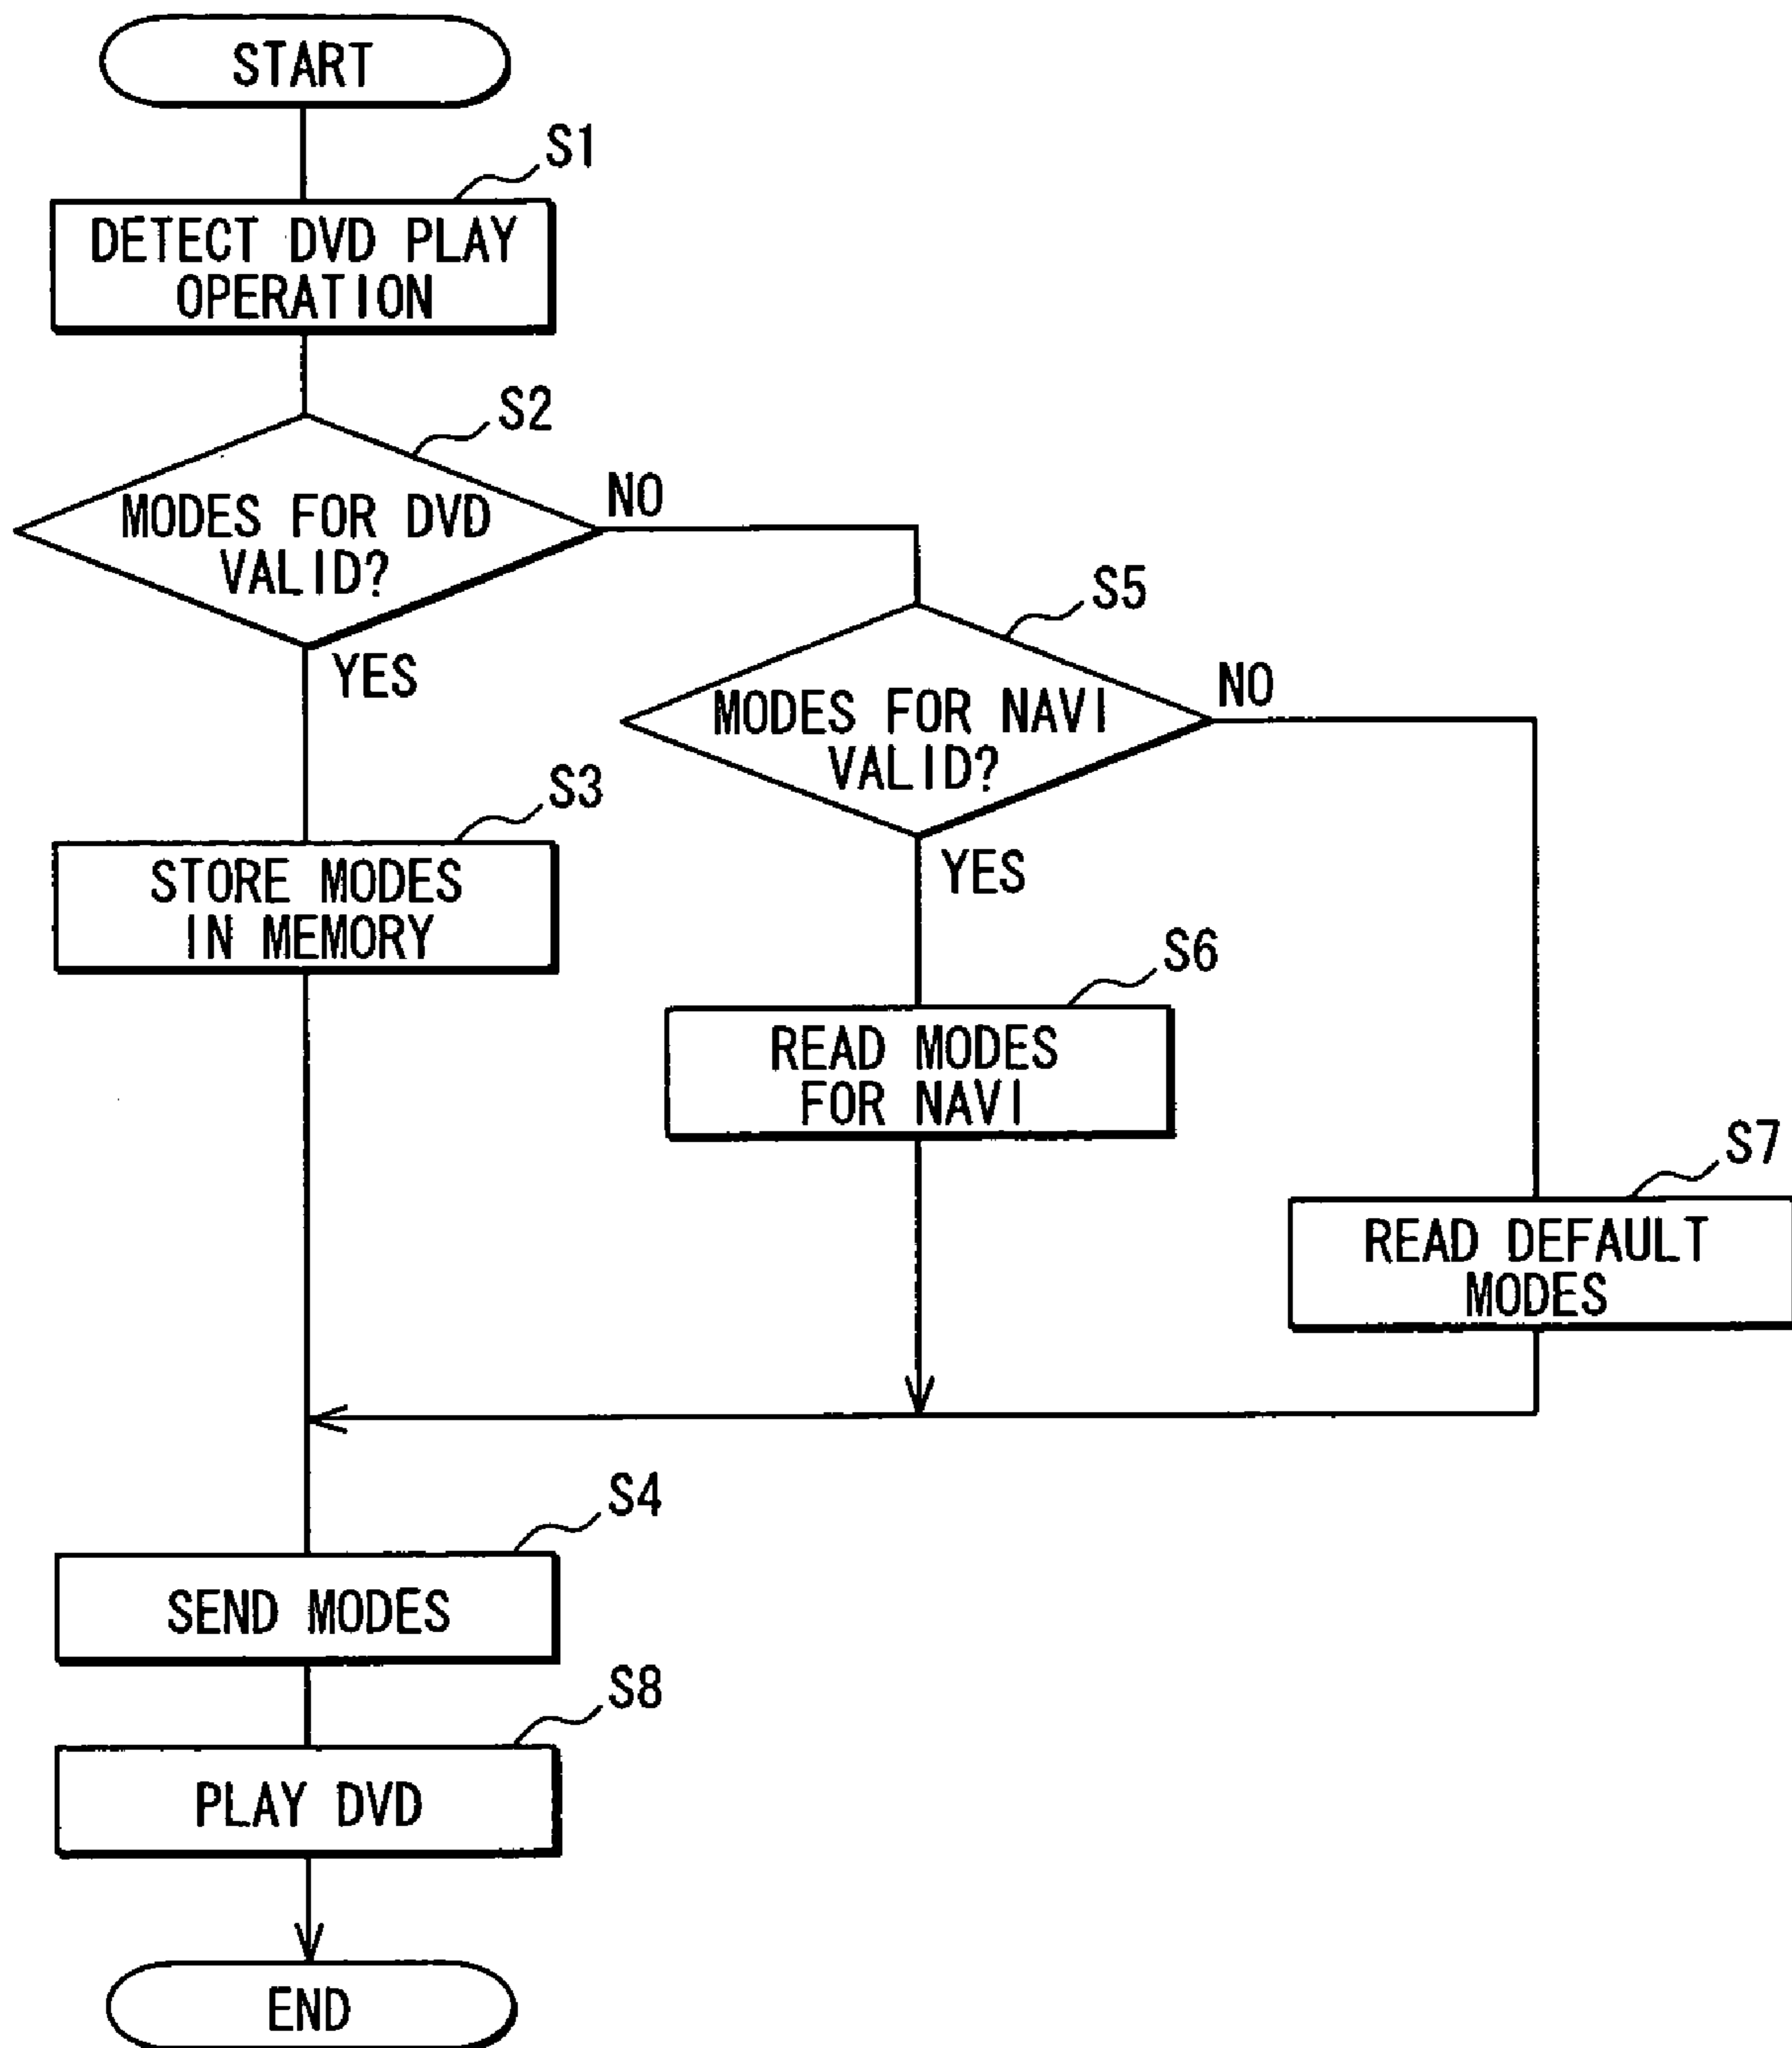 START
S1
DETECT DVD PLAY
OPERATION
S2
MODES FOR DVD
VALID?
NO
YES
S5
MODES FOR NAVI
VALID?
NO
YES
S3
STORE MODES
IN MEMORY
S6
READ MODES
FOR NAVI
S7
READ DEFAULT
MODES
S4
SEND MODES
S8
PLAY DVD
END